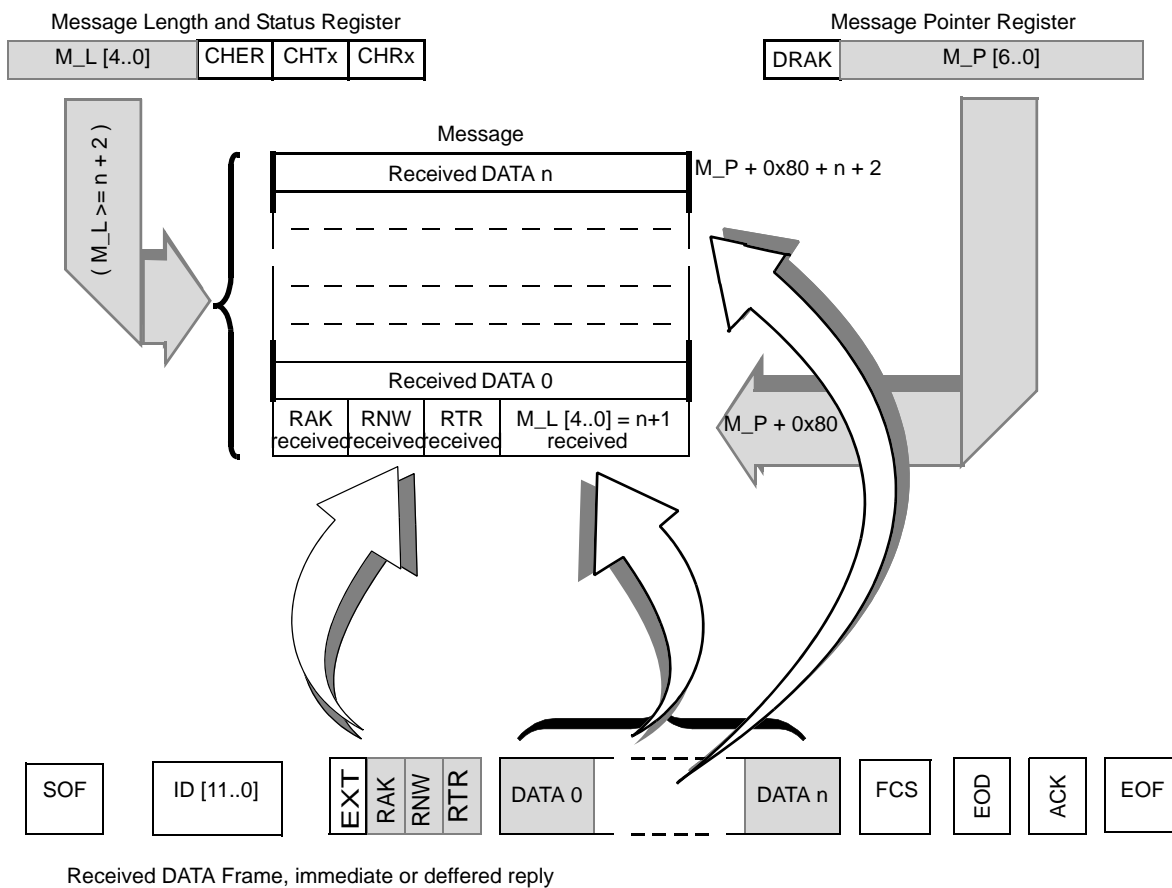 Message Length and Status Register
Message Pointer Register
M_L [4..0] CHER CHTx CHRx
DRAK M_P [6..0]
( M_L >= n + 2 )
Message
Received DATA n
M_P + 0x80 + n + 2
Received DATA 0
RAK received
RNW received
RTR received
M_L [4..0] = n+1 received
M_P + 0x80
SOF
ID [11..0]
EXT
RAK
RNW
RTR
DATA 0
DATA n
FCS
EOD
ACK
EOF
Received DATA Frame, immediate or deffered reply